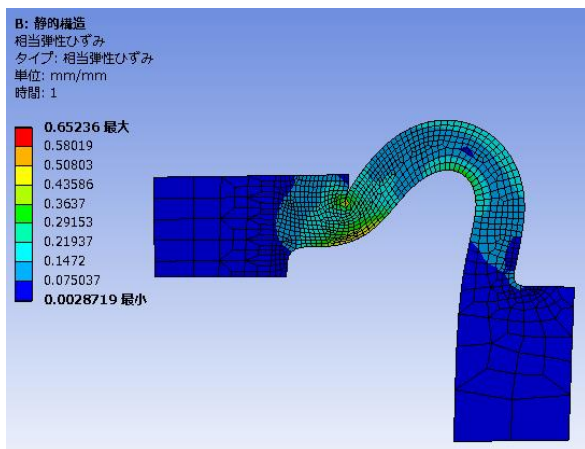 B: 静的構造
相当弾性ひずみ
タイプ: 相当弾性ひずみ
単位: mm/mm
時間: 1
0.65236 最大
0.58019
0.50803
0.43586
0.3637
0.29153
0.21937
0.1472
0.075037
0.0028719 最小